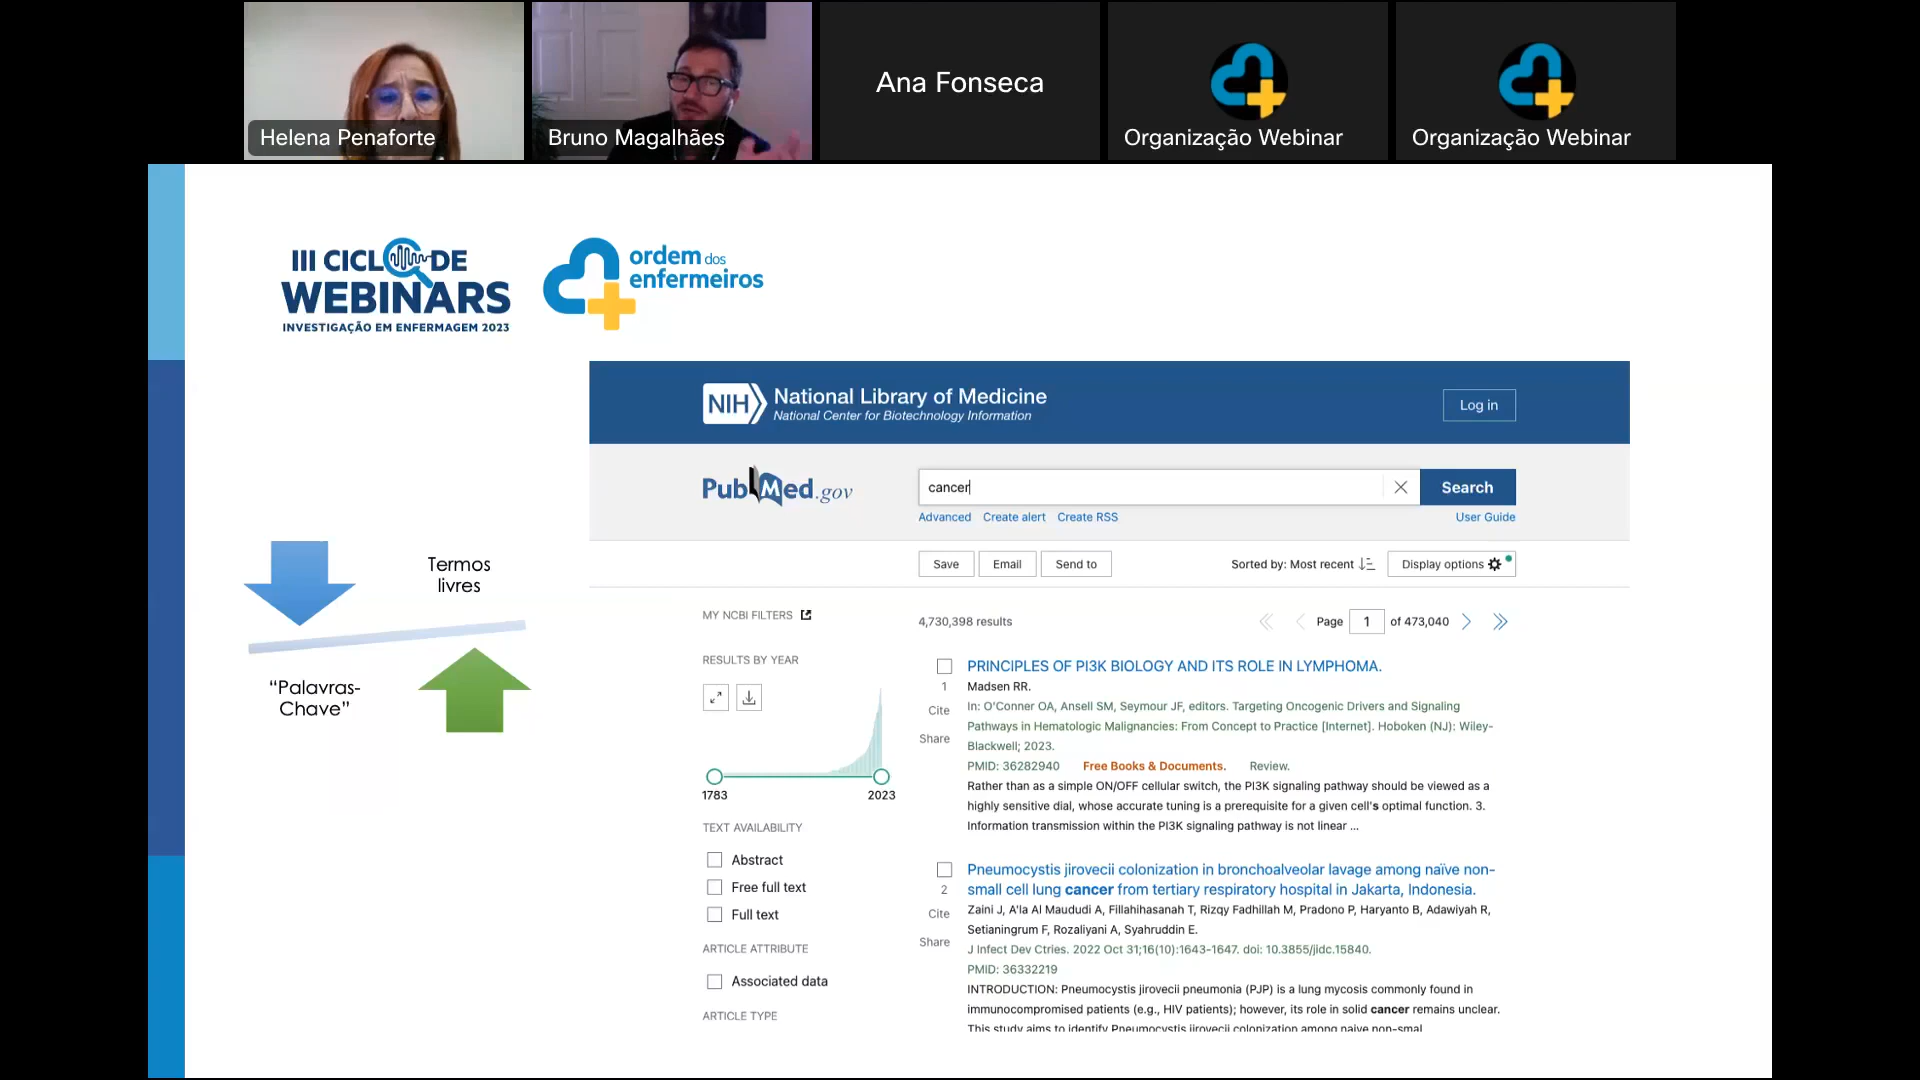 Helena Penaforte
Bruno Magalhães
Ana Fonseca
Organização Webinar
Organização Webinar
III CICLO DE
WEBINARS
INVESTIGAÇÃO EM ENFERMAGEM 2023
ordem dos
enfermeiros
Termos
livres
“Palavras-
Chave”
NIH National Library of Medicine
National Center for Biotechnology Information
Log in
PubMed.gov
cancer
Search
Advanced Create alert Create RSS
User Guide
Save Email Send to
Sorted by: Most recent
Display options
MY NCBI FILTERS
4,730,398 results
Page 1 of 473,040
RESULTS BY YEAR
1783 2023
TEXT AVAILABILITY
Abstract
Free full text
Full text
ARTICLE ATTRIBUTE
Associated data
ARTICLE TYPE
PRINCIPLES OF PI3K BIOLOGY AND ITS ROLE IN LYMPHOMA.
1
Cite
Share
Madsen RR.
In: O'Conner OA, Ansell SM, Seymour JF, editors. Targeting Oncogenic Drivers and Signaling
Pathways in Hematologic Malignancies: From Concept to Practice [Internet]. Hoboken (NJ): Wiley-
Blackwell; 2023.
PMID: 36282940 Free Books & Documents. Review.
Rather than as a simple ON/OFF cellular switch, the PI3K signaling pathway should be viewed as a
highly sensitive dial, whose accurate tuning is a prerequisite for a given cell's optimal function. 3.
Information transmission within the PI3K signaling pathway is not linear ...
Pneumocystis jirovecii colonization in bronchoalveolar lavage among naïve non-
small cell lung cancer from tertiary respiratory hospital in Jakarta, Indonesia.
2
Cite
Share
Zaini J, A'la Al Maududi A, Fillahihasanah T, Rizqy Fadhillah M, Pradono P, Haryanto B, Adawiyah R,
Setianingrum F, Rozaliyani A, Syahruddin E.
J Infect Dev Ctries. 2022 Oct 31;16(10):1643-1647. doi: 10.3855/jidc.15840.
PMID: 36332219
INTRODUCTION: Pneumocystis jirovecii pneumonia (PJP) is a lung mycosis commonly found in
immunocompromised patients (e.g., HIV patients); however, its role in solid cancer remains unclear.
This study aims to identify Pneumocystis jirovecii colonization among naive non-smal